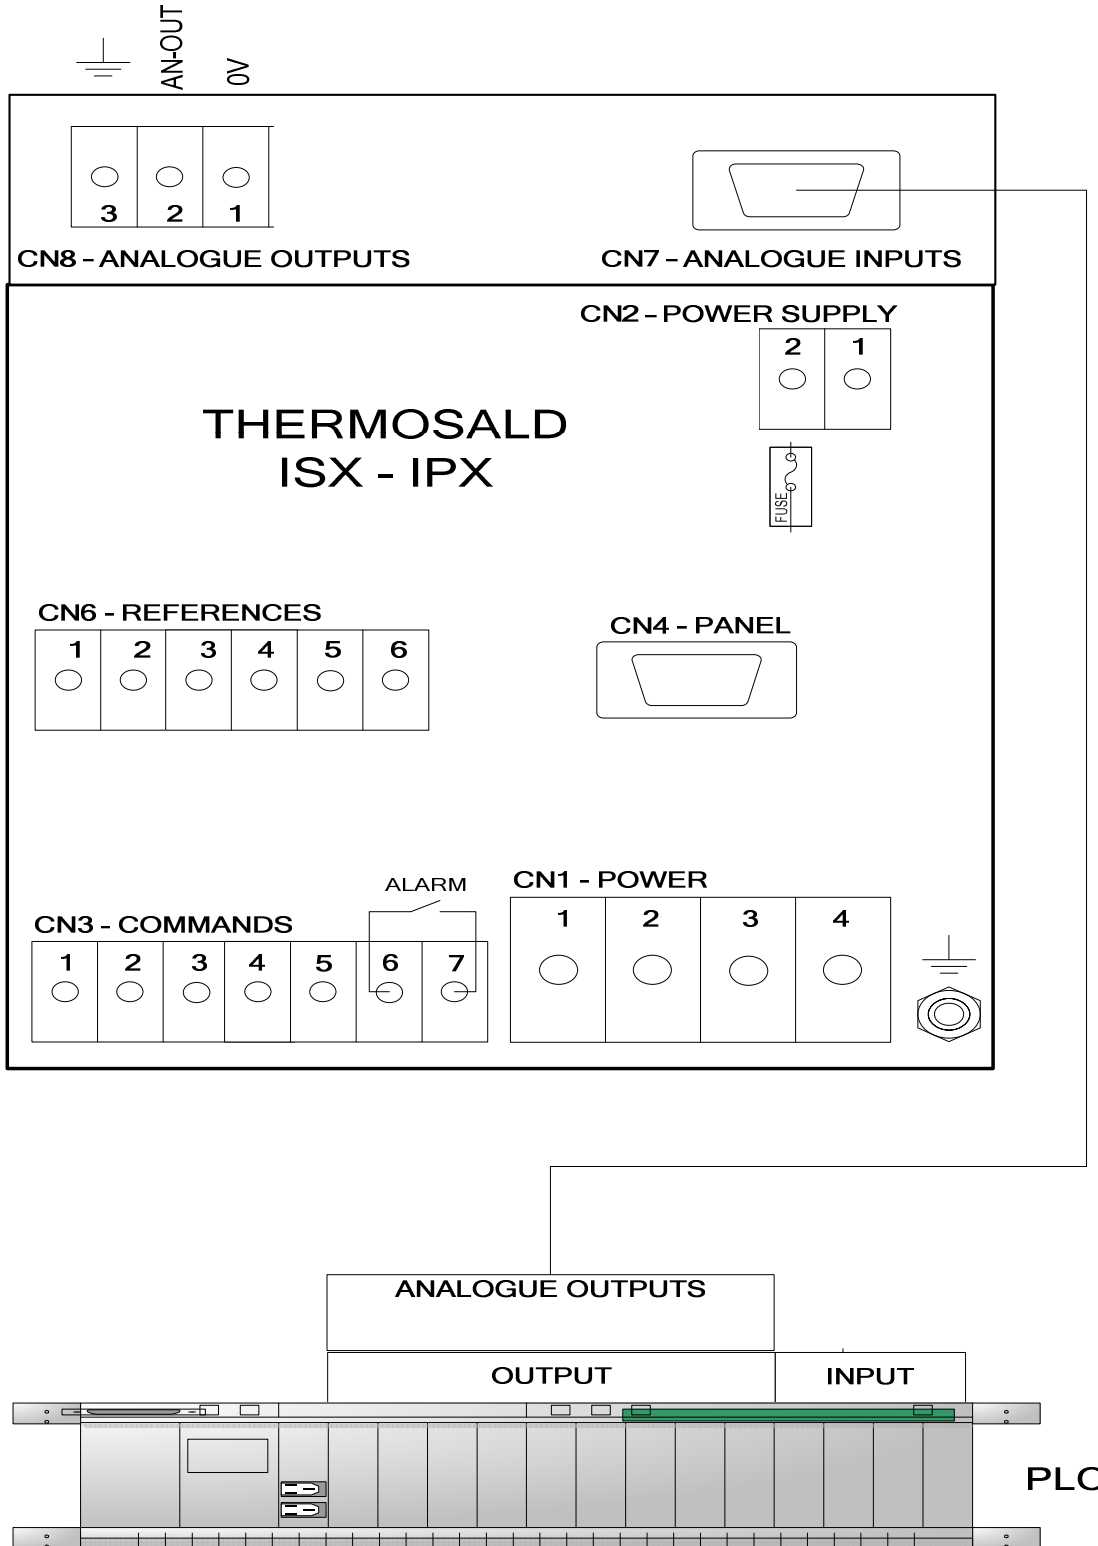 AN-OUT
0V
3 2 1
CN8 - ANALOGUE OUTPUTS
CN7 - ANALOGUE INPUTS
CN2 - POWER SUPPLY
2 1
THERMOSALD
ISX - IPX
FUSE
CN6 - REFERENCES
1 2 3 4 5 6
CN4 - PANEL
ALARM
CN1 - POWER
1 2 3 4
CN3 - COMMANDS
1 2 3 4 5 6 7
ANALOGUE OUTPUTS
OUTPUT
INPUT
PLC